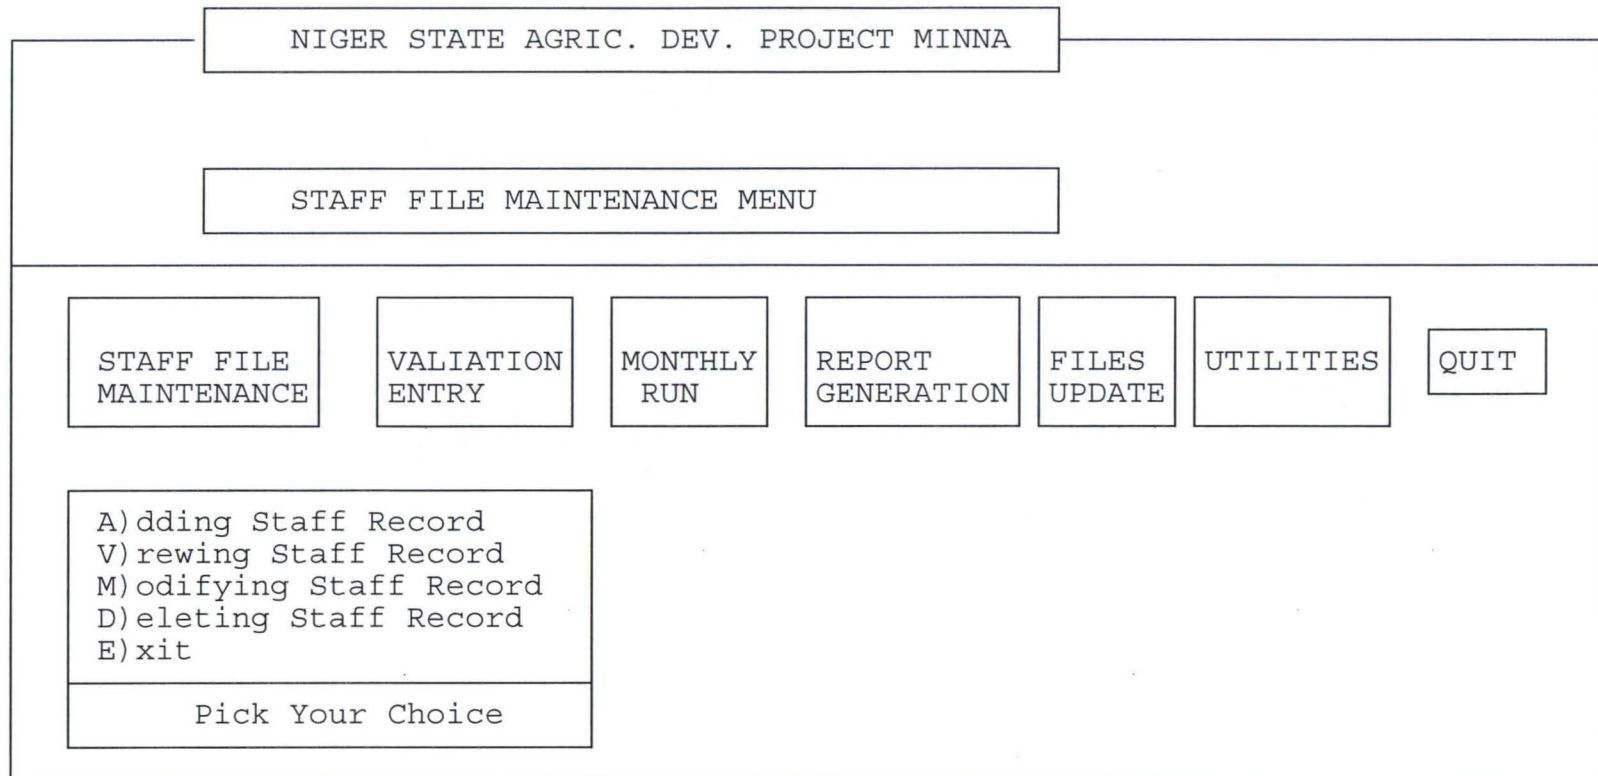 NIGER STATE AGRIC. DEV. PROJECT MINNA
STAFF FILE MAINTENANCE MENU
STAFF FILE
MAINTENANCE
VALIATION
ENTRY
MONTHLY
RUN
REPORT
GENERATION
FILES
UPDATE
UTILITIES
QUIT
A)dding Staff Record
V)rewing Staff Record
M)odifying Staff Record
D)eleting Staff Record
E)xit
Pick Your Choice